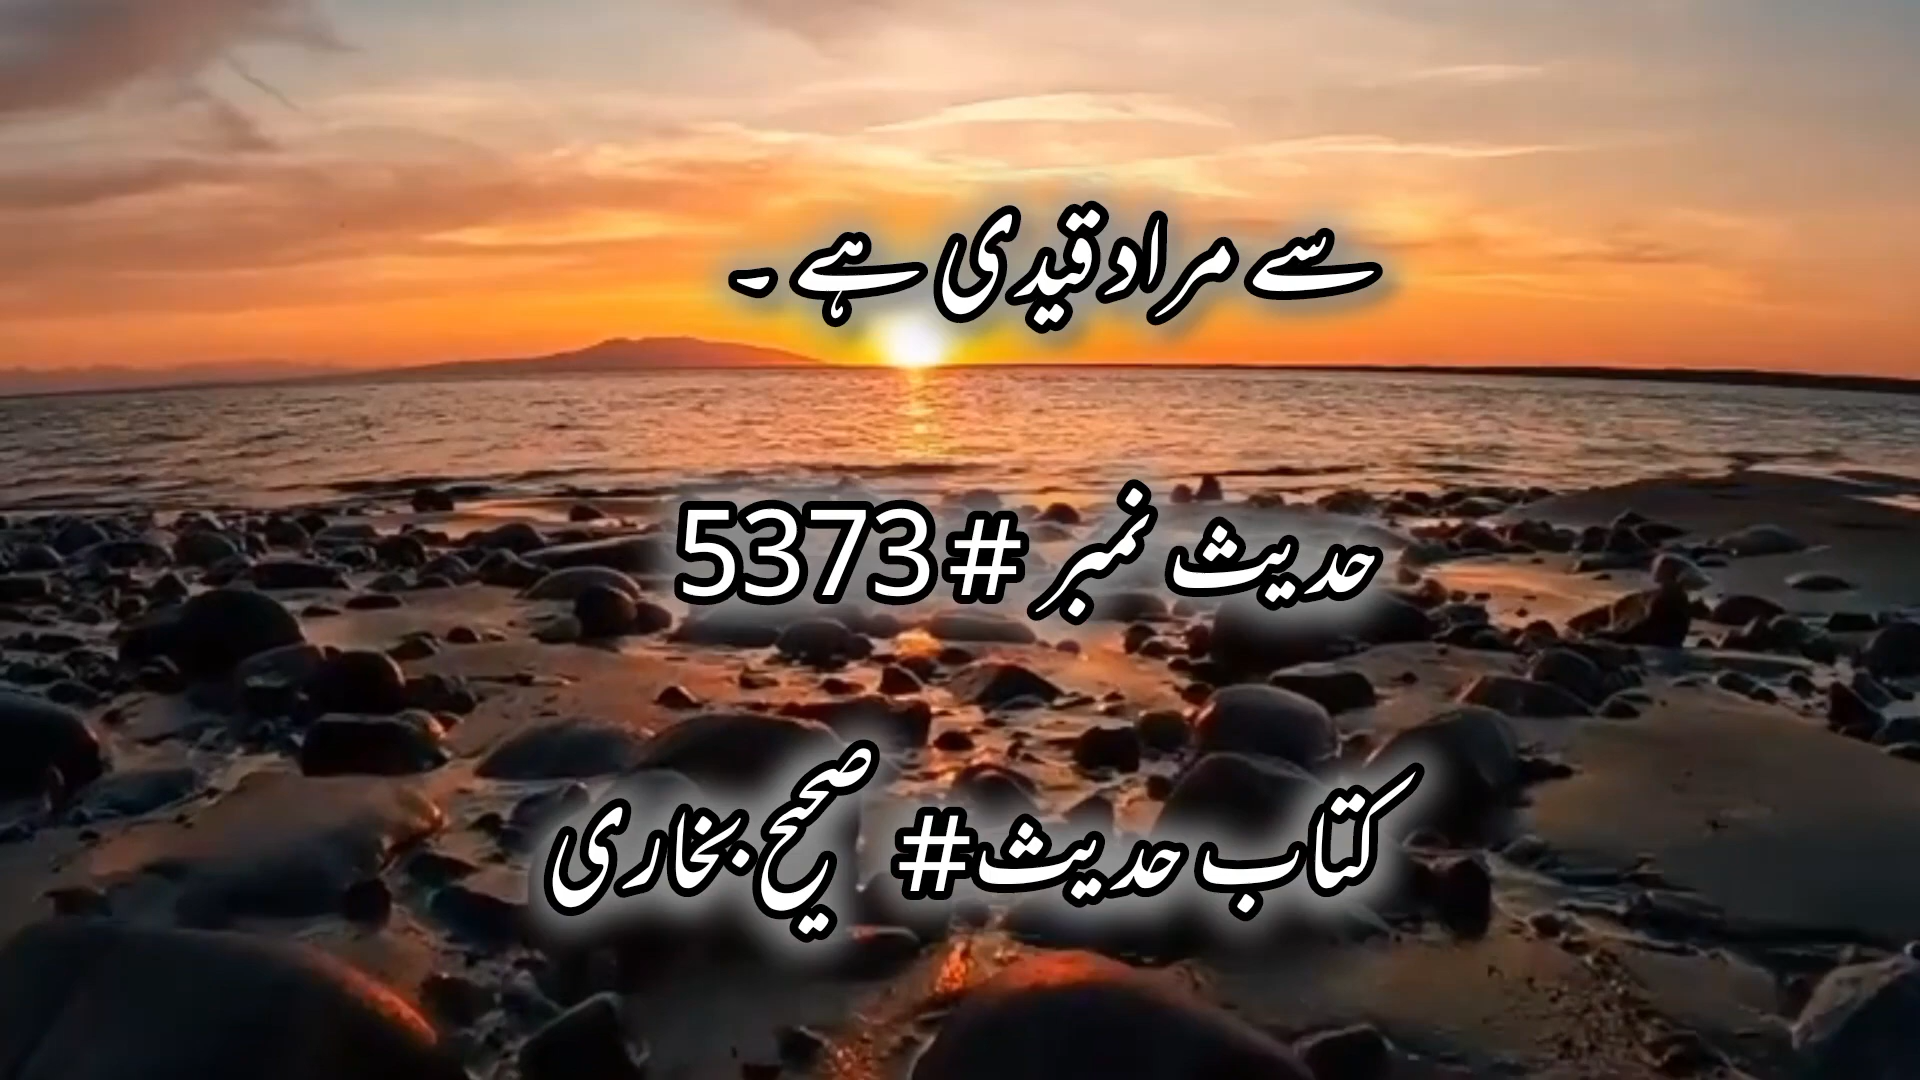 سے مراد قیدی ہے ۔
حدیث نمبر # 5373
کتاب حدیث# صحیح بخاری